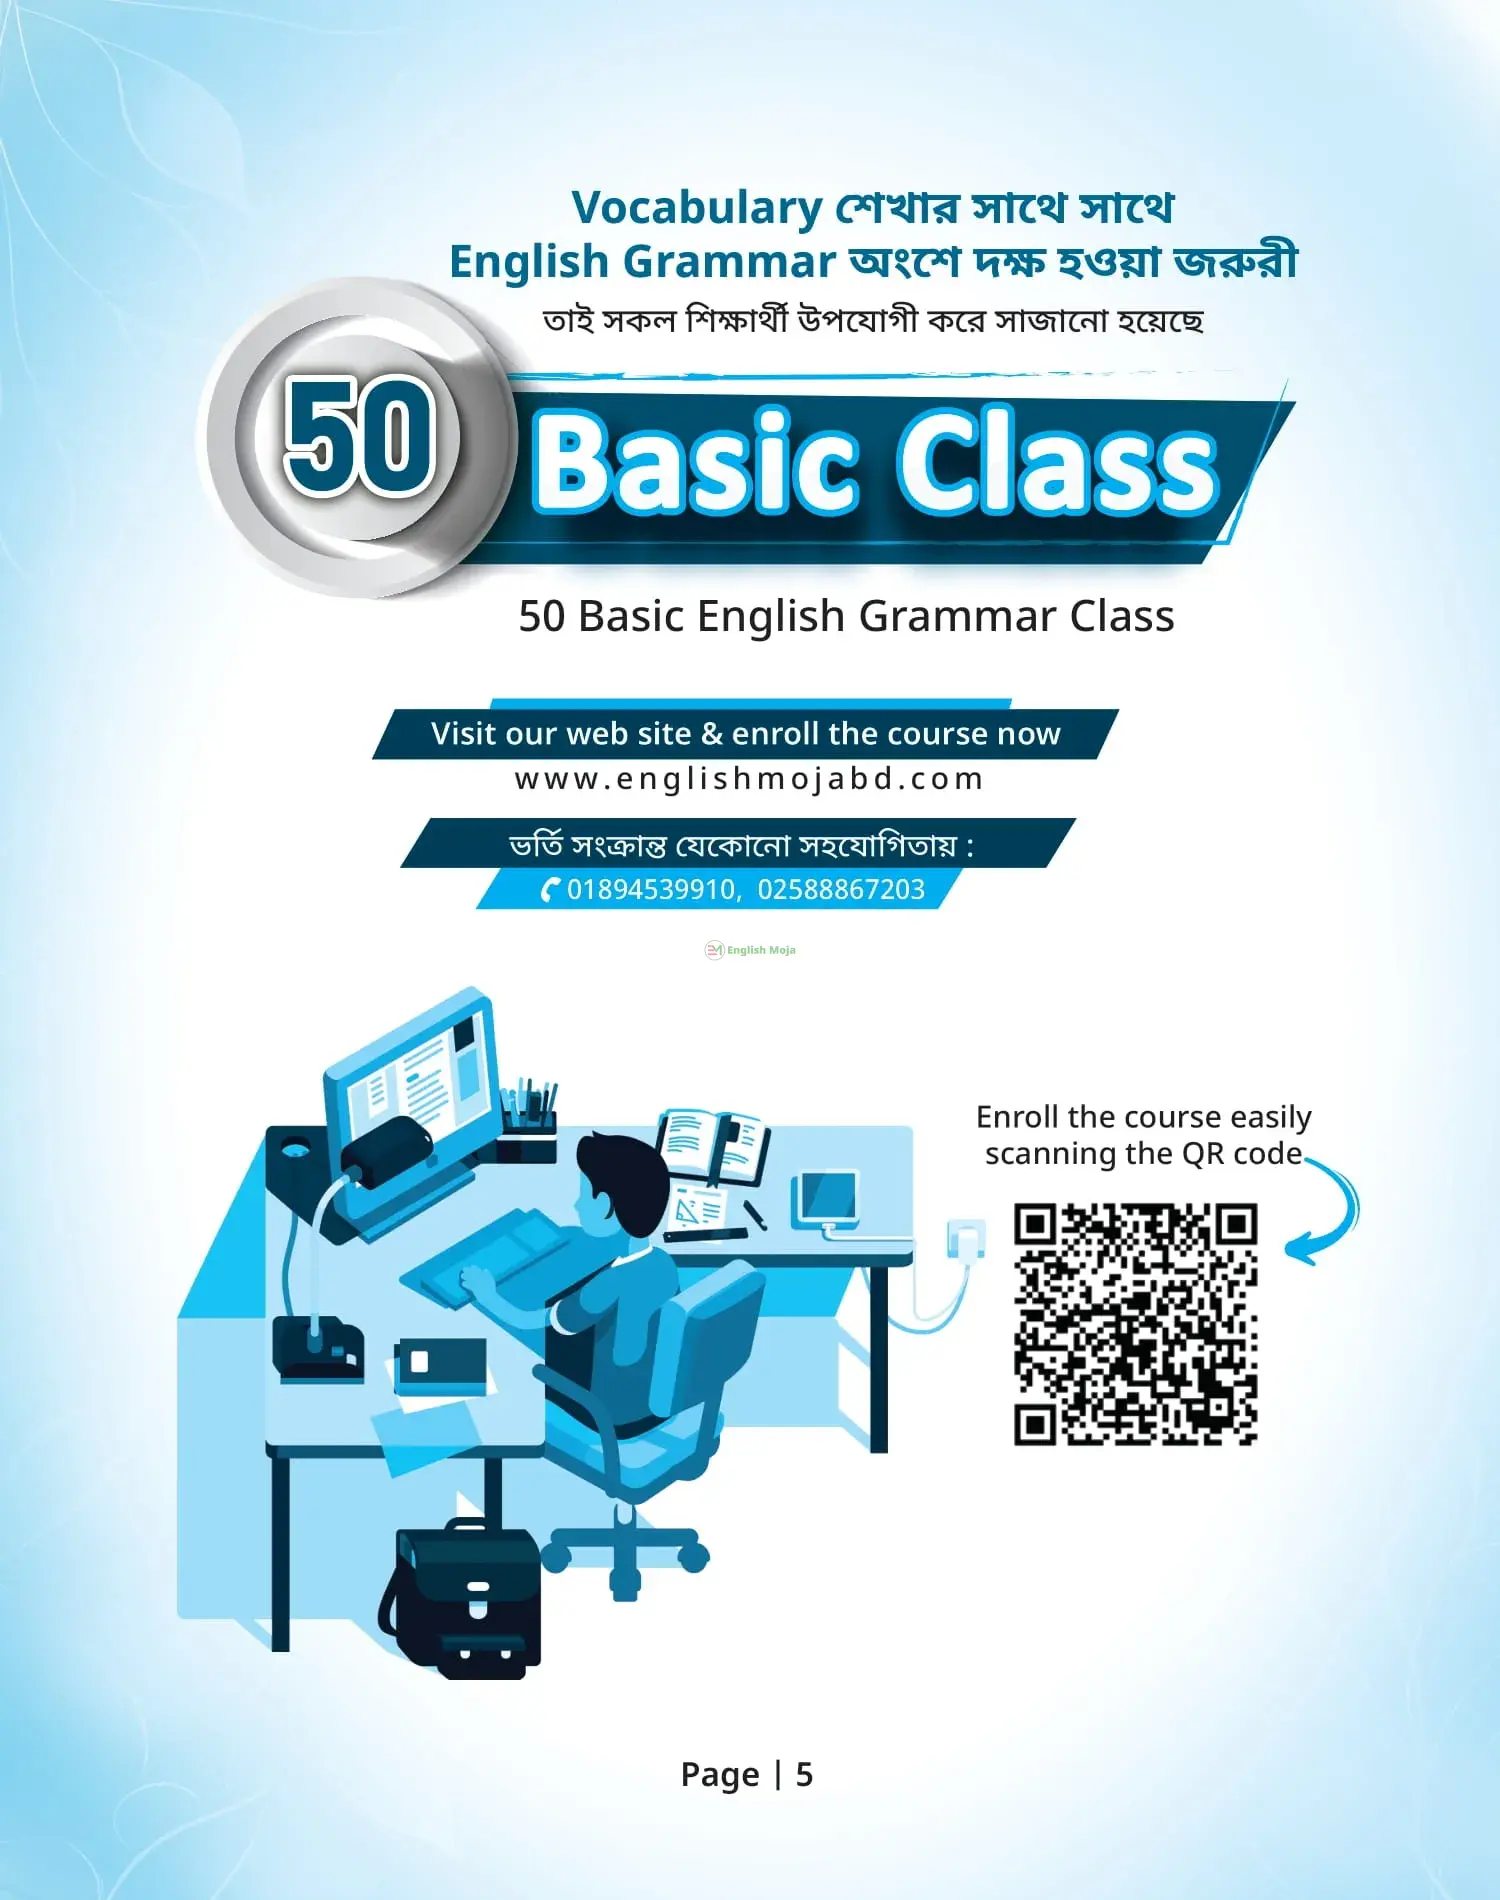 Vocabulary শেখার সাথে সাথে
English Grammar অংশে দক্ষ হওয়া জরুরী
তাই সকল শিক্ষার্থী উপযোগী করে সাজানো হয়েছে
50 Basic Class
50 Basic English Grammar Class
Visit our web site & enroll the course now
www.englishmojabd.com
ভর্তি সংক্রান্ত যেকোনো সহযোগিতায় :
01894539910, 02588867203
EM English Moja
Enroll the course easily
scanning the QR code
Page | 5